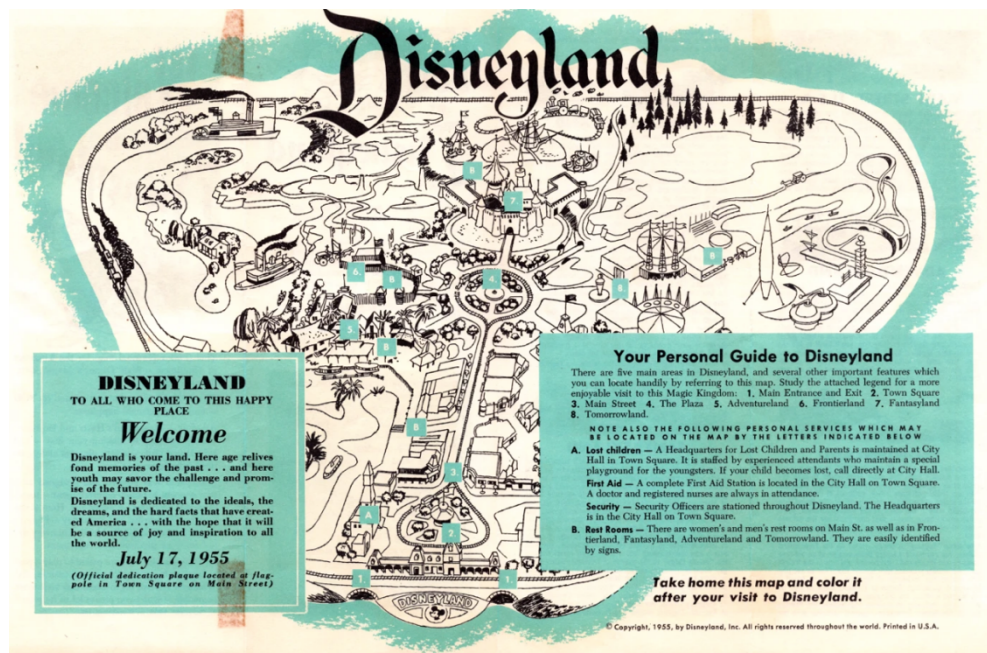 Disneyland
B
7.
6.
B
4.
B
8.
5.
B
B
3.
A
2.
1.
1.
DISNEYLAND
DISNEYLAND
TO ALL WHO COME TO THIS HAPPY
PLACE
Welcome
Disneyland is your land. Here age relives
fond memories of the past . . . and here
youth may savor the challenge and prom-
ise of the future.
Disneyland is dedicated to the ideals, the
dreams, and the hard facts that have creat-
ed America . . . with the hope that it will
be a source of joy and inspiration to all
the world.
July 17, 1955
(Official dedication plaque located at flag-
pole in Town Square on Main Street)
Your Personal Guide to Disneyland
There are five main areas in Disneyland, and several other important features which
you can locate handily by referring to this map. Study the attached legend for a more
enjoyable visit to this Magic Kingdom: 1. Main Entrance and Exit 2. Town Square
3. Main Street 4. The Plaza 5. Adventureland 6. Frontierland 7. Fantasyland
8. Tomorrowland.
NOTE ALSO THE FOLLOWING PERSONAL SERVICES WHICH MAY
BE LOCATED ON THE MAP BY THE LETTERS INDICATED BELOW
A. Lost children — A Headquarters for Lost Children and Parents is maintained at City
Hall in Town Square. It is staffed by experienced attendants who maintain a special
playground for the youngsters. If your child becomes lost, call directly at City Hall.
First Aid — A complete First Aid Station is located in the City Hall on Town Square.
A doctor and registered nurses are always in attendance.
Security — Security Officers are stationed throughout Disneyland. The Headquarters
is in the City Hall on Town Square.
B. Rest Rooms — There are women's and men's rest rooms on Main St. as well as in Fron-
tierland, Fantasyland, Adventureland and Tomorrowland. They are easily identified
by signs.
Take home this map and color it
after your visit to Disneyland.
© Copyright, 1955, by Disneyland, Inc. All rights reserved throughout the world. Printed in U.S.A.